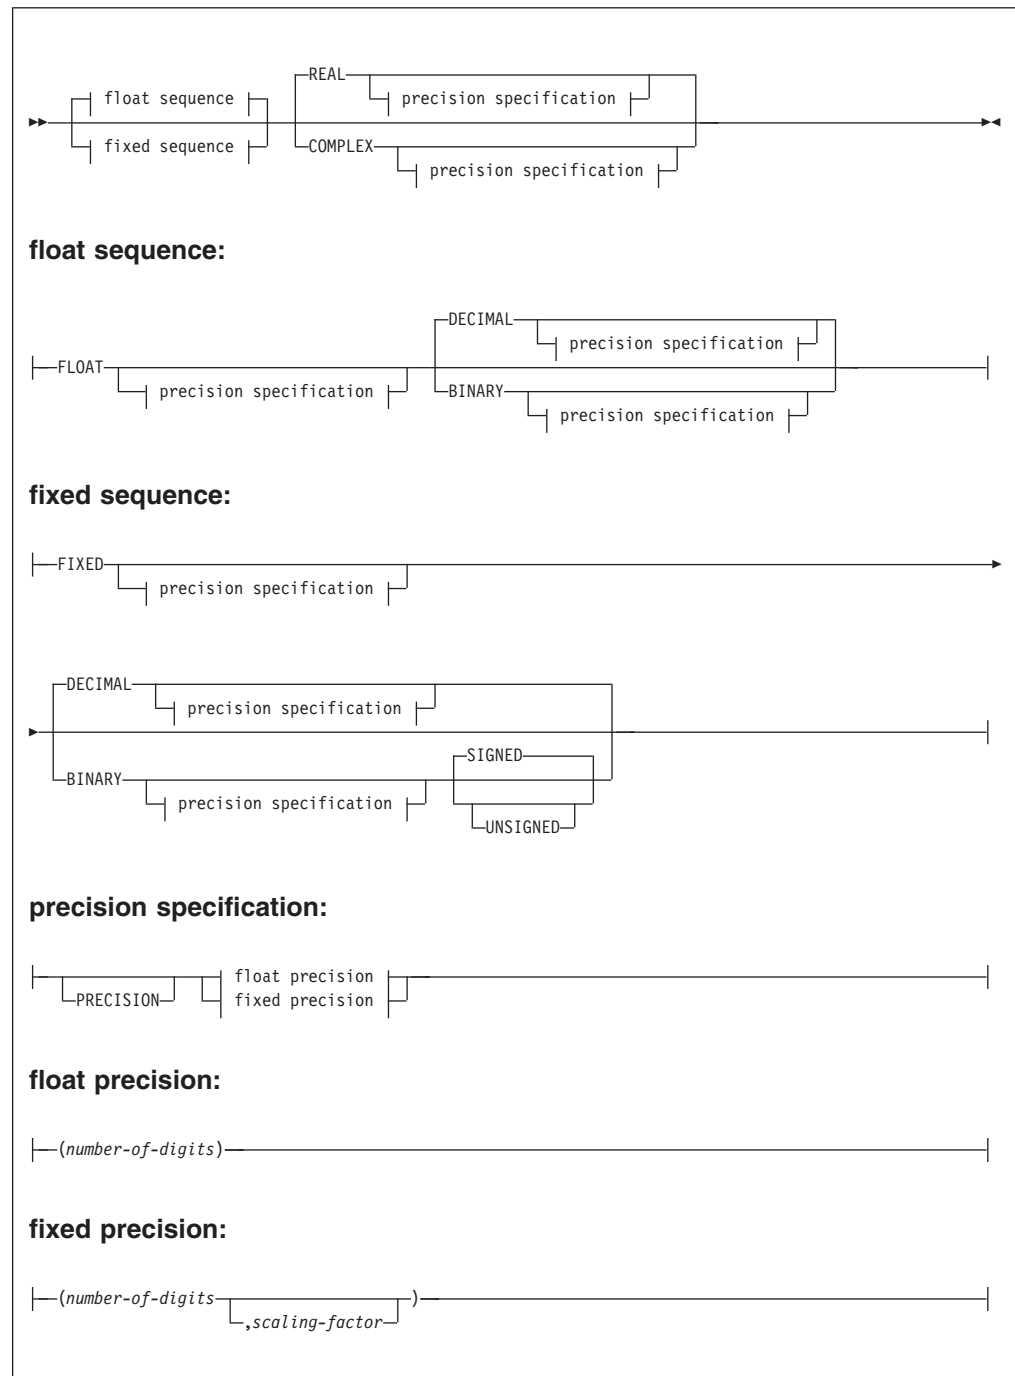 REAL
precision specification
float sequence
fixed sequence
COMPLEX
precision specification
float sequence:
DECIMAL
precision specification
FLOAT
precision specification
BINARY
precision specification
fixed sequence:
FIXED
precision specification
DECIMAL
precision specification
SIGNED
BINARY
precision specification
UNSIGNED
precision specification:
float precision
PRECISION
fixed precision
float precision:
(number-of-digits)
fixed precision:
(number-of-digits )
,scaling-factor